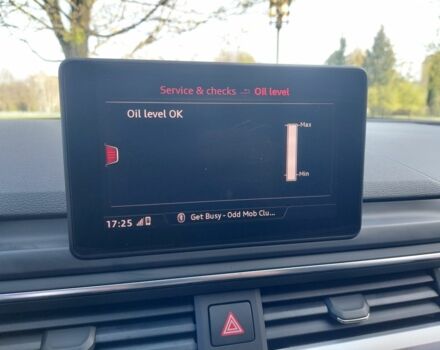 Service & checks Oil level
Oil level OK
Max
Min
17:25
Get Busy - Odd Mob Clu...